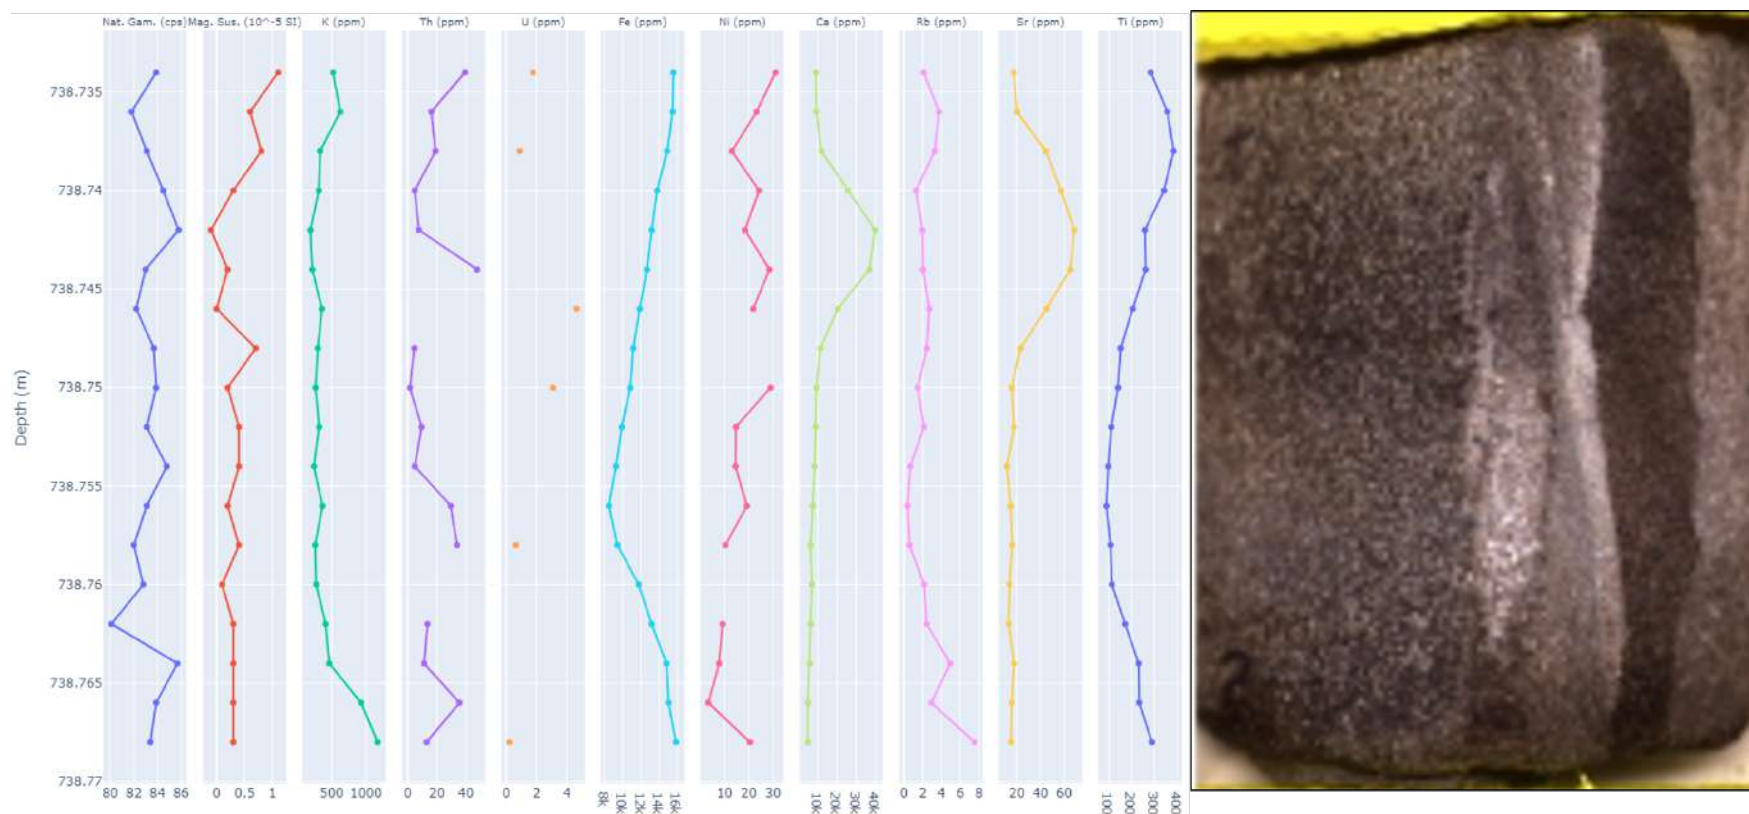 Nat. Gam. (cps) Mag. Sus. (10^-5 SI) K (ppm) Th (ppm) U (ppm) Fe (ppm) Ni (ppm) Ca (ppm) Rb (ppm) Sr (ppm) Ti (ppm)
738.735
738.74
738.745
738.75
738.755
738.76
738.765
738.77
Depth (m)
80 82 84 86 0 0.5 1 500 1000 0 20 40 0 2 4 8k 10k 12k 14k 16k 10 20 30 10k 20k 30k 40k 0 2 4 6 8 20 40 60 100 200 300 400